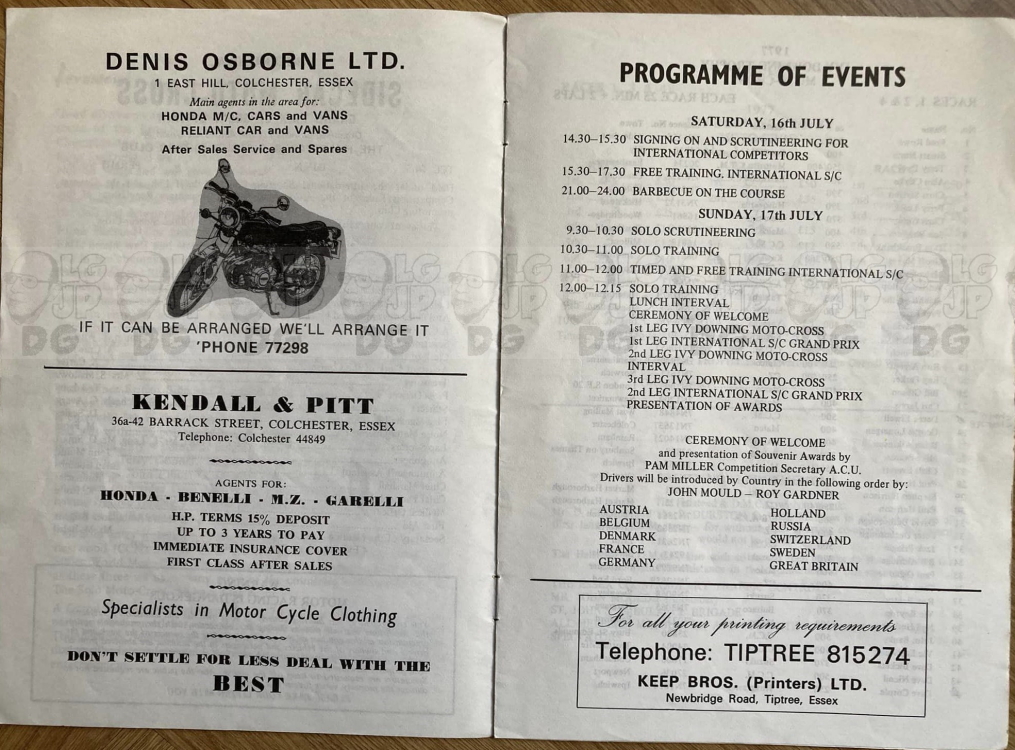 DENIS OSBORNE LTD.
1 EAST HILL, COLCHESTER, ESSEX
Main agents in the area for:
HONDA M/C, CARS and VANS
RELIANT CAR and VANS
After Sales Service and Spares
IF IT CAN BE ARRANGED WE'LL ARRANGE IT
'PHONE 77298
KENDALL & PITT
36a-42 BARRACK STREET, COLCHESTER, ESSEX
Telephone: Colchester 44849
AGENTS FOR:
HONDA - BENELLI - M.Z. - GARELLI
H.P. TERMS 15% DEPOSIT
UP TO 3 YEARS TO PAY
IMMEDIATE INSURANCE COVER
FIRST CLASS AFTER SALES
Specialists in Motor Cycle Clothing
DON'T SETTLE FOR LESS DEAL WITH THE
BEST
PROGRAMME OF EVENTS
SATURDAY, 16th JULY
14.30–15.30 SIGNING ON AND SCRUTINEERING FOR
INTERNATIONAL COMPETITORS
15.30–17.30 FREE TRAINING. INTERNATIONAL S/C
21.00–24.00 BARBECUE ON THE COURSE
SUNDAY, 17th JULY
9.30–10.30 SOLO SCRUTINEERING
10.30–11.00 SOLO TRAINING
11.00–12.00 TIMED AND FREE TRAINING INTERNATIONAL S/C
12.00–12.15 SOLO TRAINING
LUNCH INTERVAL
CEREMONY OF WELCOME
1st LEG IVY DOWNING MOTO-CROSS
1st LEG INTERNATIONAL S/C GRAND PRIX
2nd LEG IVY DOWNING MOTO-CROSS
INTERVAL
3rd LEG IVY DOWNING MOTO-CROSS
2nd LEG INTERNATIONAL S/C GRAND PRIX
PRESENTATION OF AWARDS
CEREMONY OF WELCOME
and presentation of Souvenir Awards by
PAM MILLER Competition Secretary A.C.U.
Drivers will be introduced by Country in the following order by:
JOHN MOULD – ROY GARDNER
AUSTRIA
BELGIUM
DENMARK
FRANCE
GERMANY
HOLLAND
RUSSIA
SWITZERLAND
SWEDEN
GREAT BRITAIN
For all your printing requirements
Telephone: TIPTREE 815274
KEEP BROS. (Printers) LTD.
Newbridge Road, Tiptree, Essex
LG
JP
DG